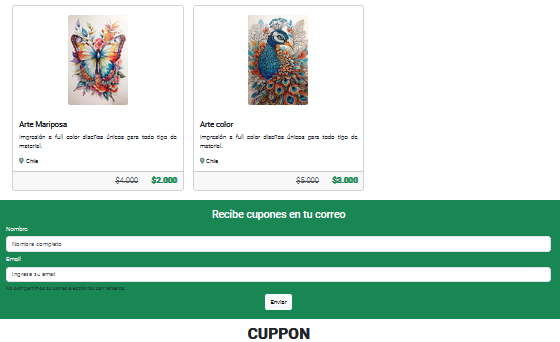 Arte Mariposa
Impresión a full color diseños únicos para todo tipo de
material.
Chile
$4.000 $2.000
Arte color
Impresión a full color diseños únicos para todo tipo de
material.
Chile
$5.000 $3.000
Recibe cupones en tu correo
Nombre
Nombre completo
Email
Ingrese su email
No compartimos su correo electrónico con terceros.
Enviar
CUPPON